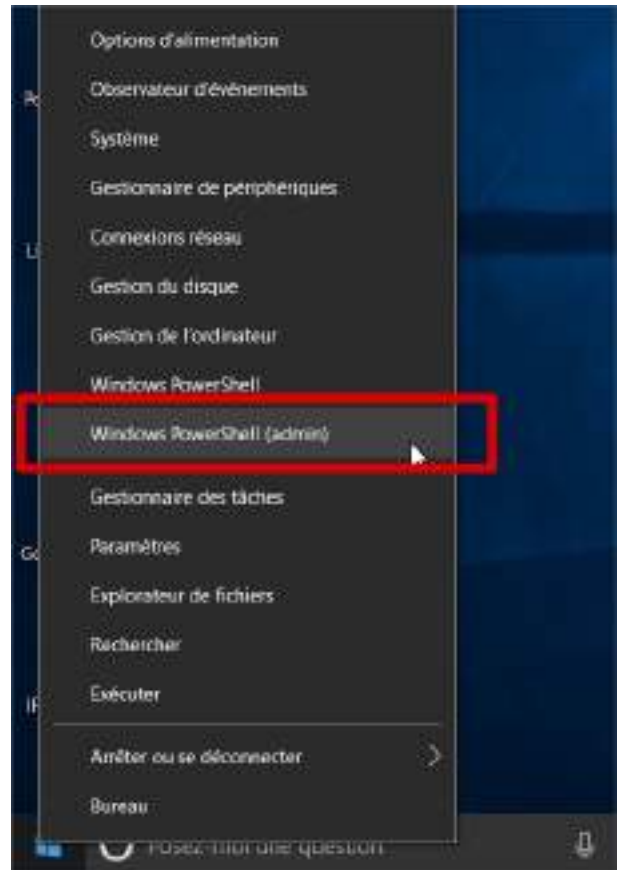 Options d'alimentation
Observateur d'événements
Système
Gestionnaire de périphériques
Connexions réseau
Gestion du disque
Gestion de l'ordinateur
Windows PowerShell
Windows PowerShell (admin)
Gestionnaire des tâches
Paramètres
Explorateur de fichiers
Rechercher
Exécuter
Arrêter ou se déconnecter
Bureau
Posez-moi une question